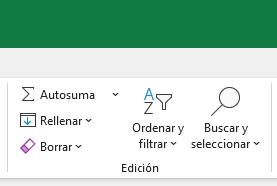 Autosuma
Rellenar
Borrar
Ordenar y
filtrar
Buscar y
seleccionar
Edición